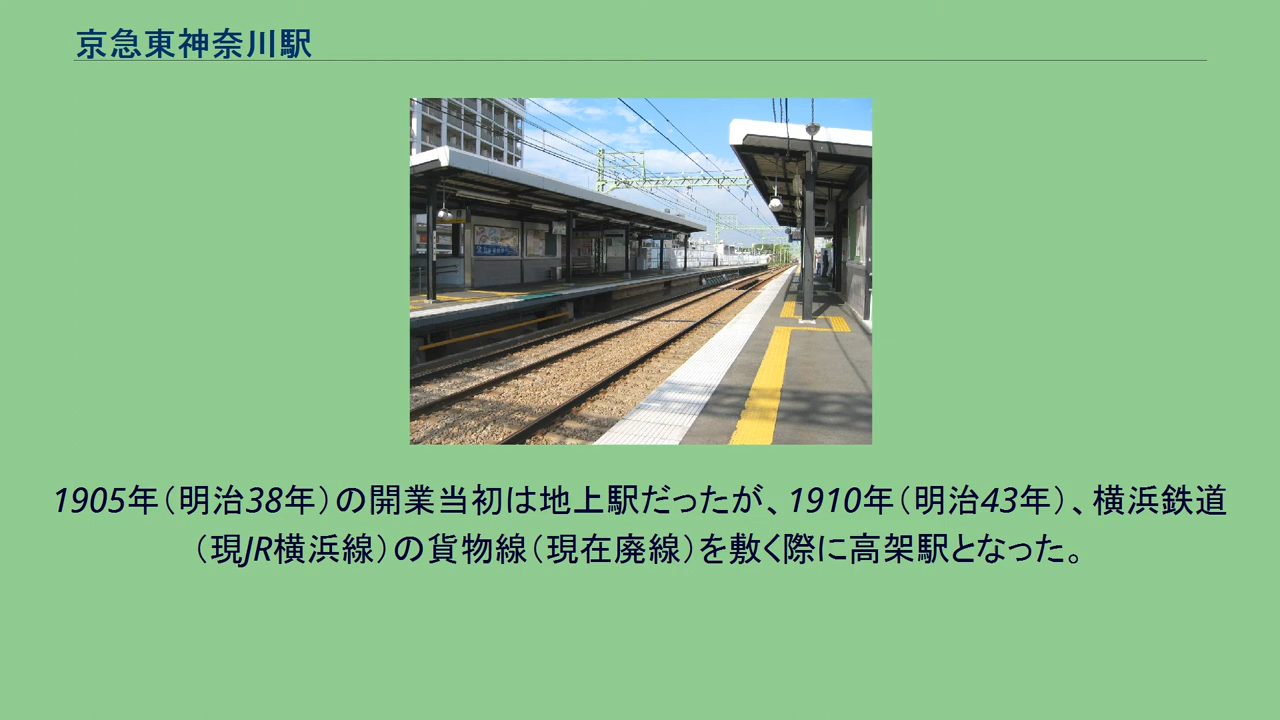 京急東神奈川駅
1905年（明治38年）の開業当初は地上駅だったが、1910年（明治43年）、横浜鉄道
（現JR横浜線）の貨物線（現在廃線）を敷く際に高架駅となった。